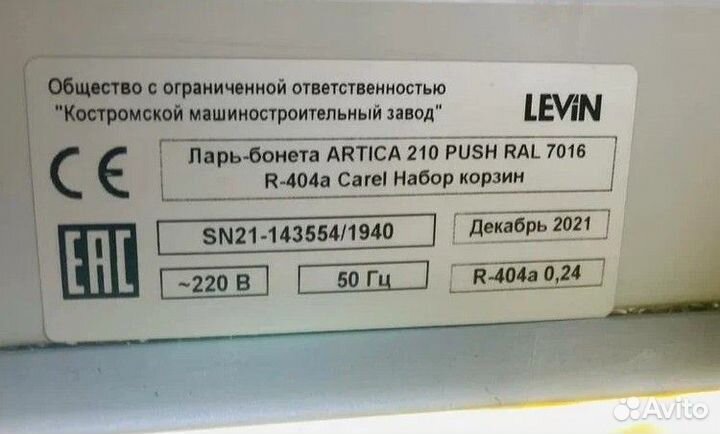 Общество с ограниченной ответственностью
"Костромской машиностроительный завод"
LEViN
CE
Ларь-бонета ARTICA 210 PUSH RAL 7016
R-404a Carel Набор корзин
EAC
SN21-143554/1940
Декабрь 2021
~220 В
50 Гц
R-404a 0,24
Avito